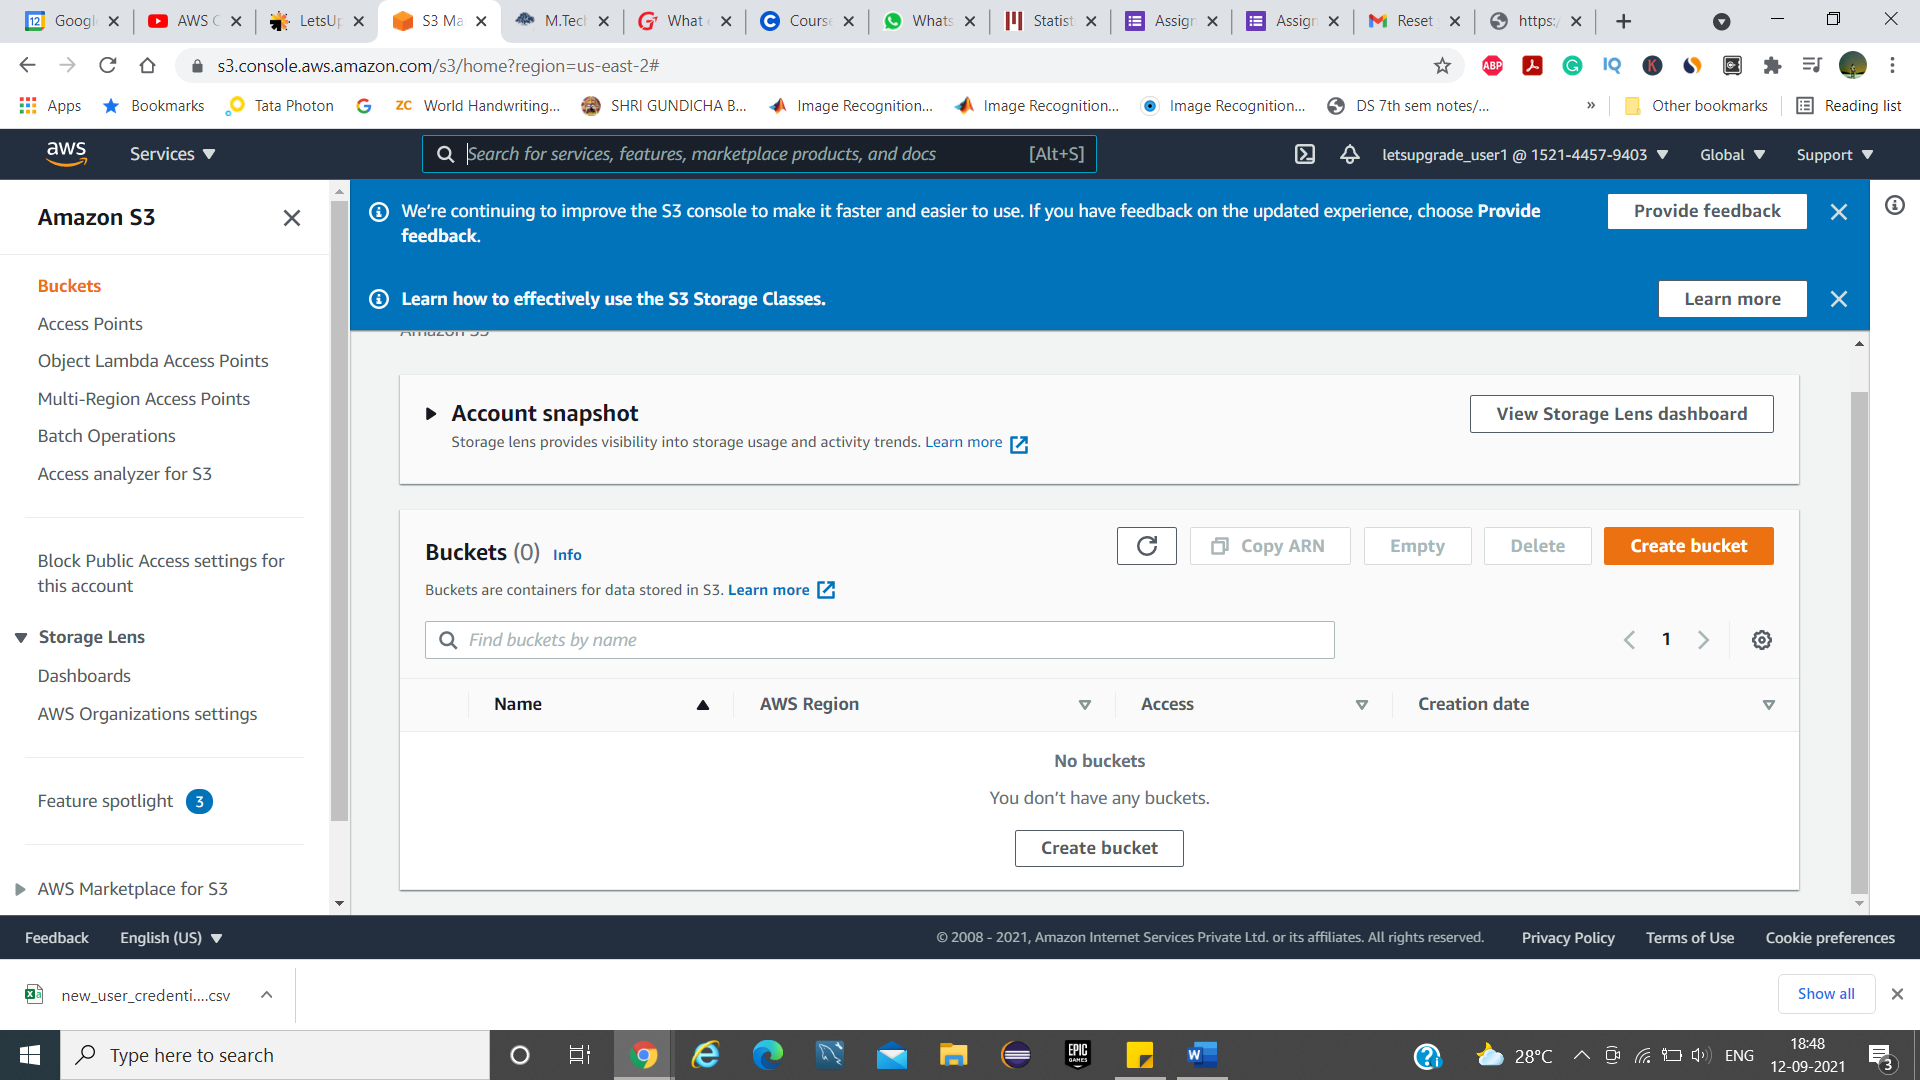 Google
AWS C
LetsUp
S3 Ma
M.Tech
What
Course
Whats
Statist
Assign
Assign
Reset
https:/
s3.console.aws.amazon.com/s3/home?region=us-east-2#
ABP
Apps
Bookmarks
Tata Photon
ZC World Handwriting...
SHRI GUNDICHA B...
Image Recognition...
Image Recognition...
Image Recognition...
DS 7th sem notes/...
»
Other bookmarks
Reading list
aws
Services
Search for services, features, marketplace products, and docs
[Alt+S]
letsupgrade_user1 @ 1521-4457-9403
Global
Support
Amazon S3
Buckets
Access Points
Object Lambda Access Points
Multi-Region Access Points
Batch Operations
Access analyzer for S3
Block Public Access settings for
this account
Storage Lens
Dashboards
AWS Organizations settings
Feature spotlight 3
AWS Marketplace for S3
We’re continuing to improve the S3 console to make it faster and easier to use. If you have feedback on the updated experience, choose Provide
feedback.
Provide feedback
Learn how to effectively use the S3 Storage Classes.
Learn more
Amazon S3
Account snapshot
Storage lens provides visibility into storage usage and activity trends. Learn more
View Storage Lens dashboard
Buckets (0) Info
Copy ARN
Empty
Delete
Create bucket
Buckets are containers for data stored in S3. Learn more
Find buckets by name
1
Name
AWS Region
Access
Creation date
No buckets
You don’t have any buckets.
Create bucket
Feedback
English (US)
© 2008 - 2021, Amazon Internet Services Private Ltd. or its affiliates. All rights reserved.
Privacy Policy
Terms of Use
Cookie preferences
new_user_credenti....csv
Show all
Type here to search
EPIC
GAMES
28°C
ENG
18:48
12-09-2021
3